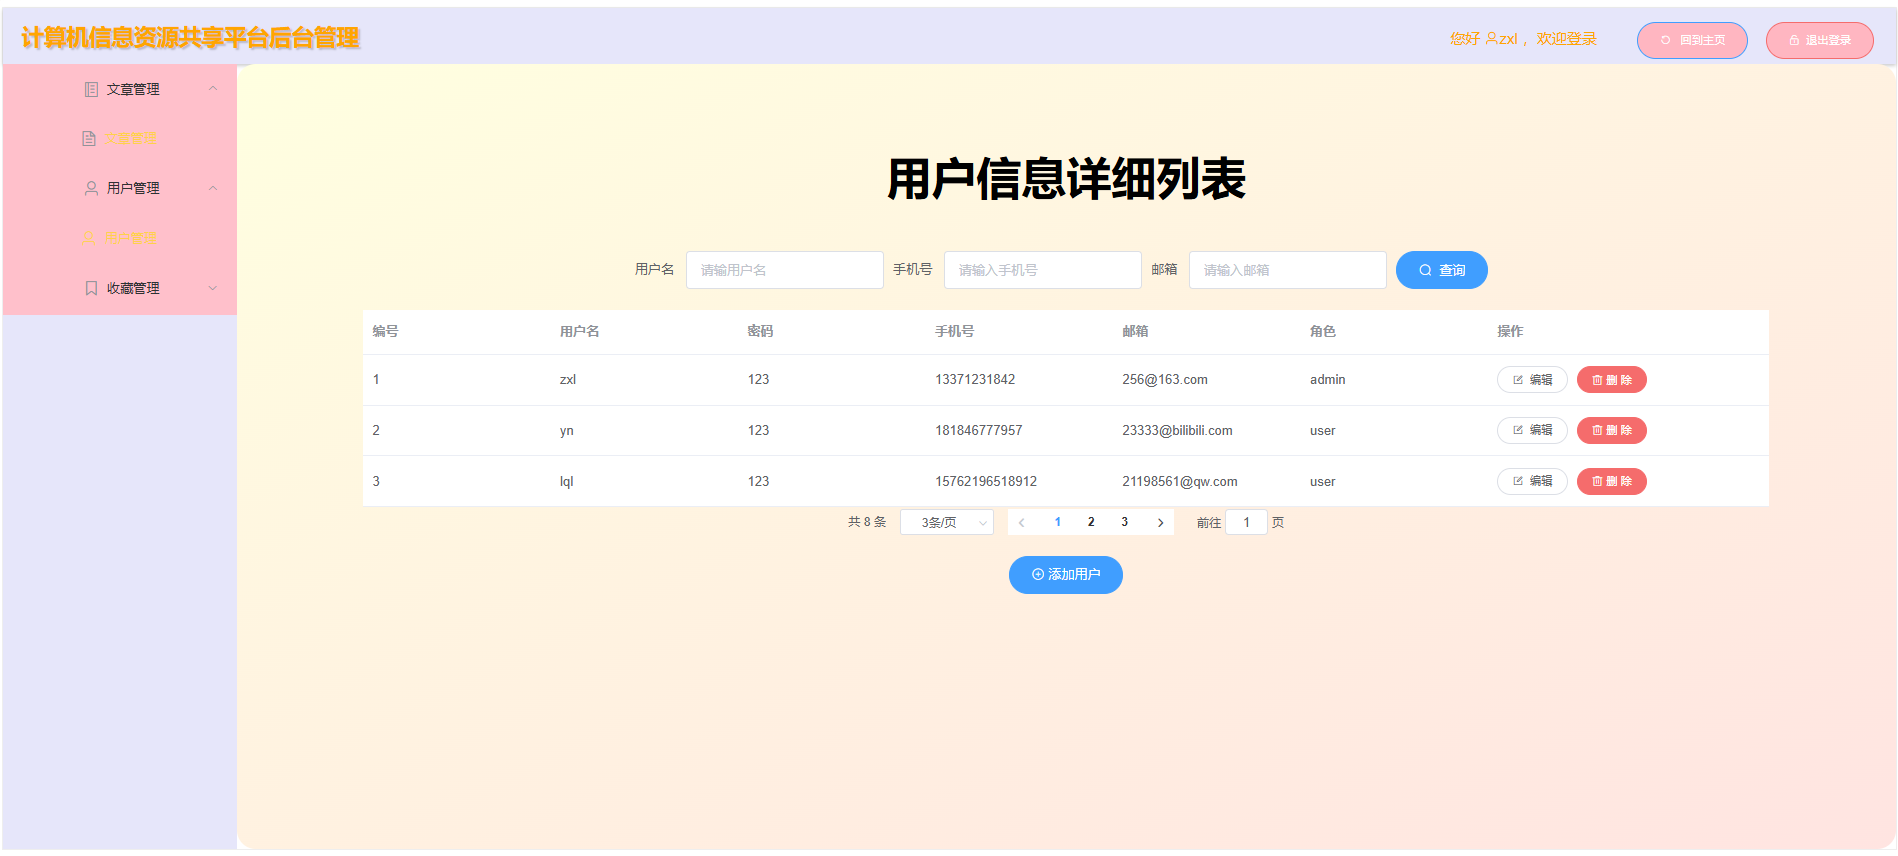 计算机信息资源共享平台后台管理
您好 zxl ，欢迎登录
回到主页
退出登录
文章管理
文章管理
用户管理
用户管理
收藏管理
用户信息详细列表
用户名 请输用户名 手机号 请输入手机号 邮箱 请输入邮箱 查询
编号 用户名 密码 手机号 邮箱 角色 操作
1 zxl 123 13371231842 256@163.com admin 编辑 删 除
2 yn 123 181846777957 23333@bilibili.com user 编辑 删 除
3 lql 123 15762196518912 21198561@qw.com user 编辑 删 除
共 8 条 3条/页 1 2 3 前往 1 页
添加用户